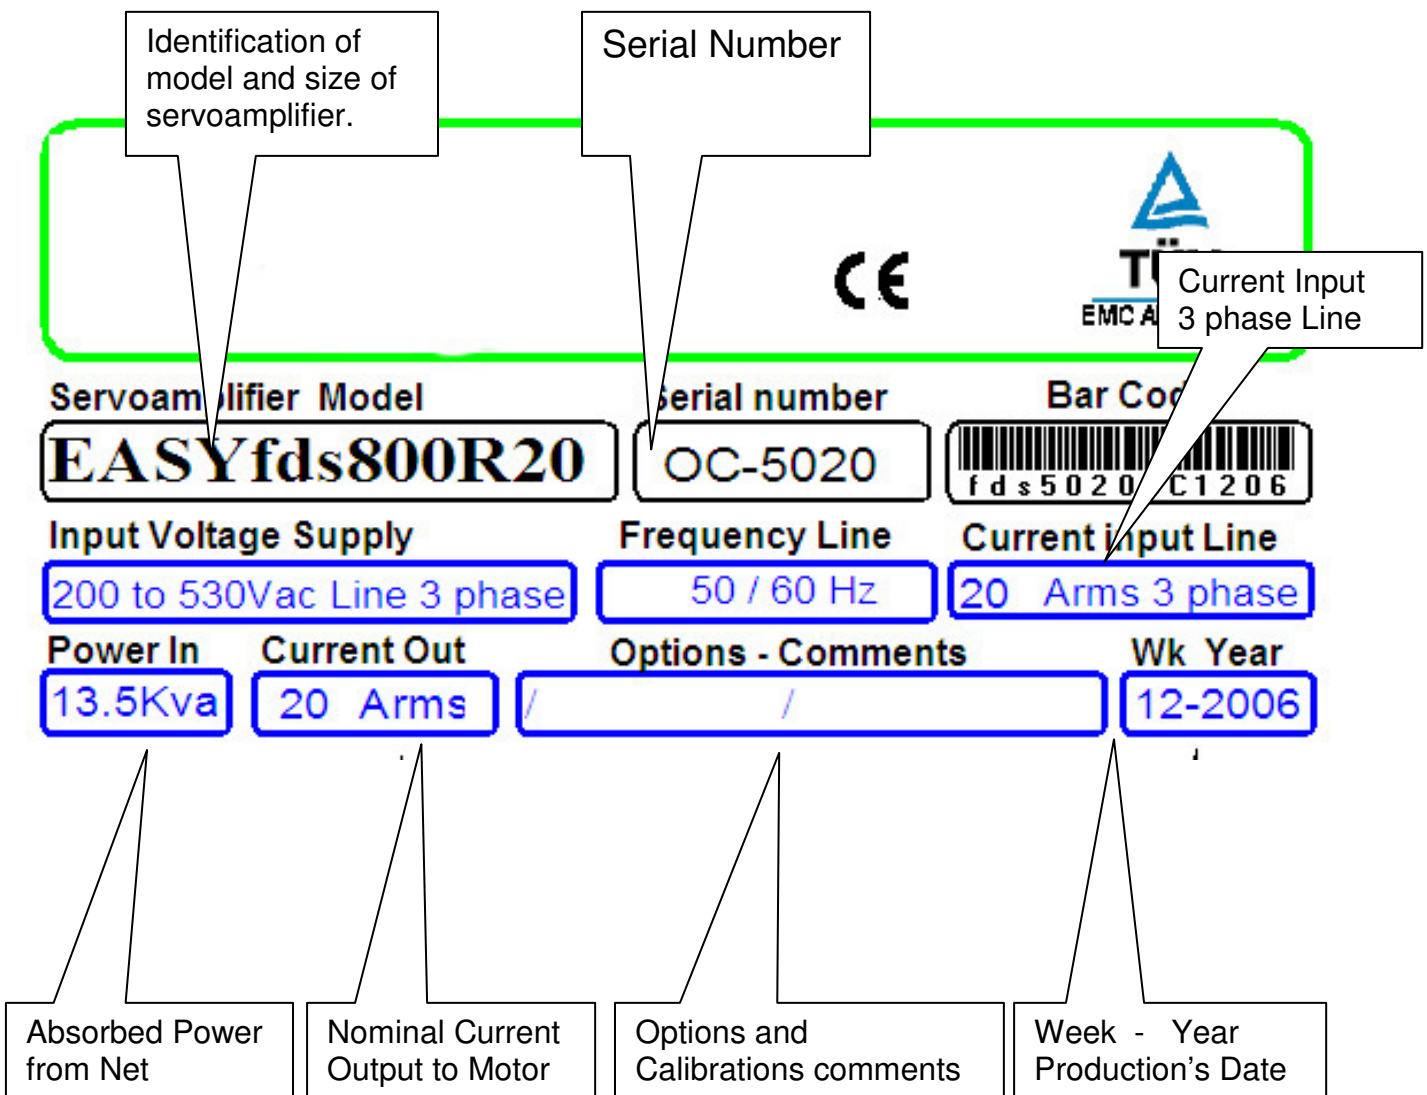 Identification of
model and size of
servoamplifier.
Serial Number
CE
Current Input
3 phase Line
EMC
Servoamplifier Model
Serial number
Bar Code
EASYfds800R20
OC-5020
Input Voltage Supply
Frequency Line
Current input Line
200 to 530Vac Line 3 phase
50 / 60 Hz
20 Arms 3 phase
Power In
Current Out
Options - Comments
Wk Year
13.5Kva
20 Arms
/ /
12-2006
Absorbed Power
from Net
Nominal Current
Output to Motor
Options and
Calibrations comments
Week - Year
Production's Date